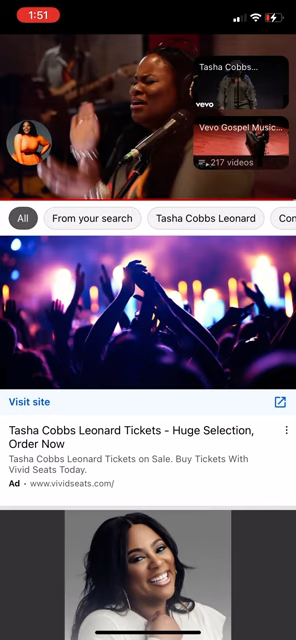 1:51
Tasha Cobbs...
vevo
Vevo Gospel Music...
217 videos
All
From your search
Tasha Cobbs Leonard
Con
Visit site
Tasha Cobbs Leonard Tickets - Huge Selection,
Order Now
Tasha Cobbs Leonard Tickets on Sale. Buy Tickets With
Vivid Seats Today.
Ad · www.vividseats.com/